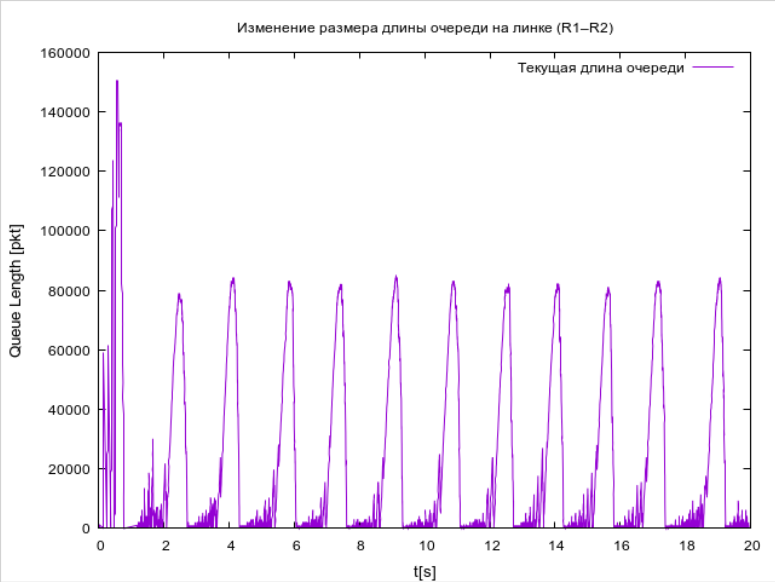 Изменение размера длины очереди на линке (R1–R2)
Текущая длина очереди
Queue Length [pkt]
160000
140000
120000
100000
80000
60000
40000
20000
0
0 2 4 6 8 10 12 14 16 18 20
t[s]